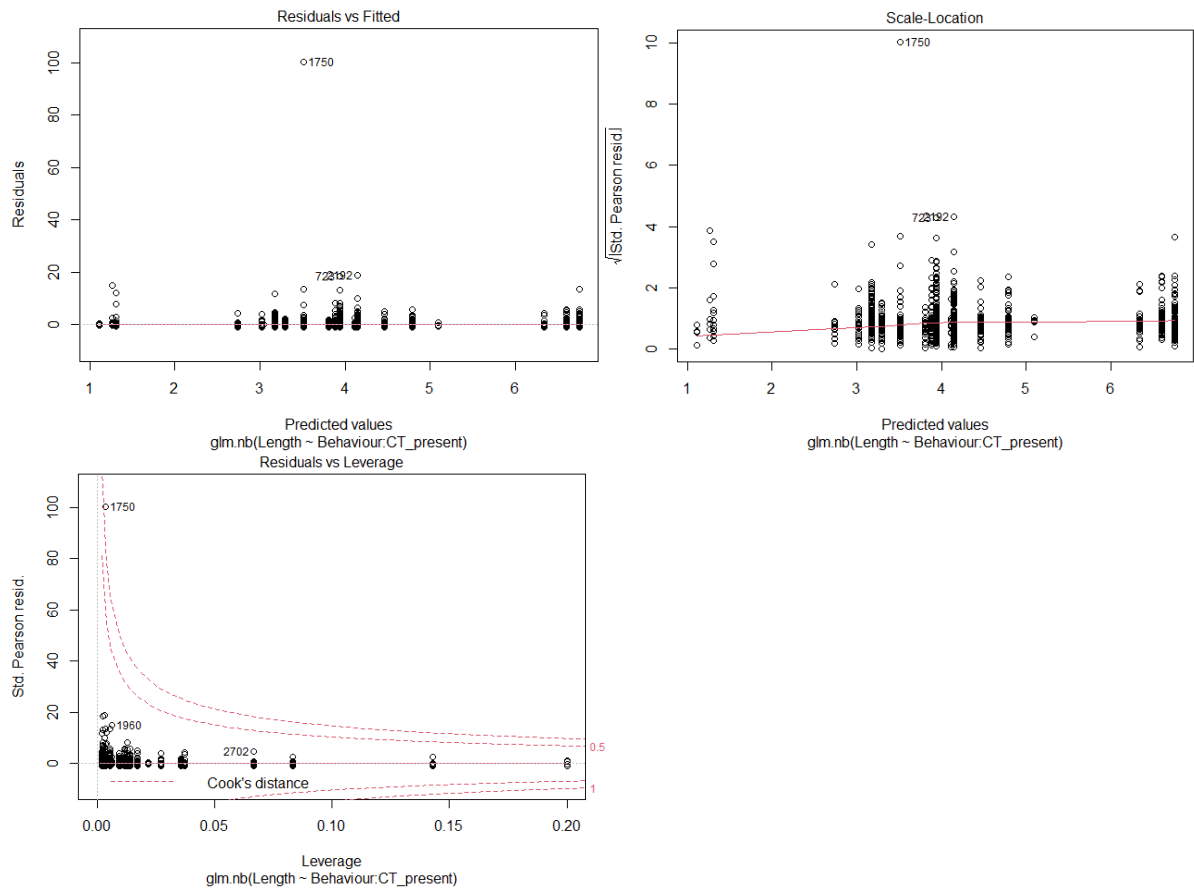 Residuals vs Fitted
Residuals
0
20
40
60
80
100
1750
7231
2192
1 2 3 4 5 6
Predicted values
glm.nb(Length ~ Behaviour:CT_present)
Scale-Location
√|Std. Pearson resid.|
0
2
4
6
8
10
1750
7231
2192
1 2 3 4 5 6
Predicted values
glm.nb(Length ~ Behaviour:CT_present)
Residuals vs Leverage
Std. Pearson resid.
0
20
40
60
80
100
1750
1960
2702
0.5
1
Cook's distance
0.00 0.05 0.10 0.15 0.20
Leverage
glm.nb(Length ~ Behaviour:CT_present)